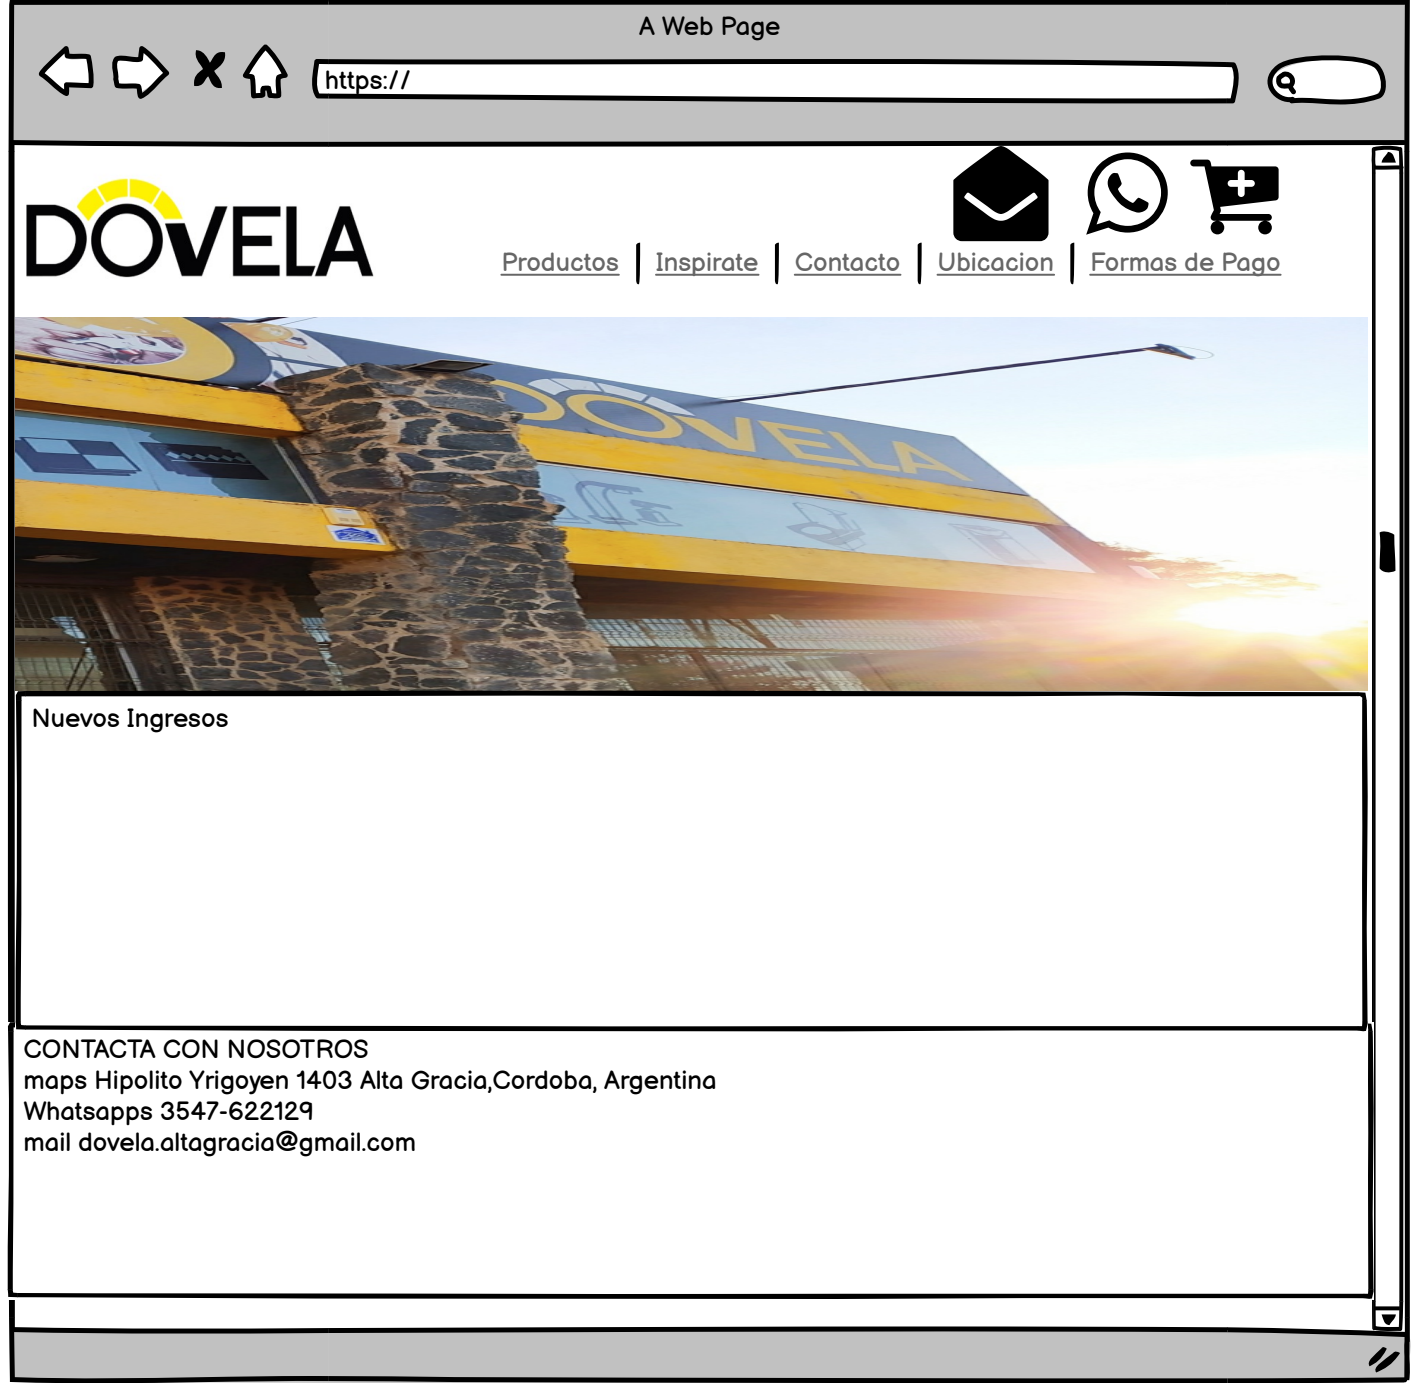 A Web Page
https://
DOVELA
Productos | Inspirate | Contacto | Ubicacion | Formas de Pago
DOVELA
Nuevos Ingresos
CONTACTA CON NOSOTROS
maps Hipolito Yrigoyen 1403 Alta Gracia,Cordoba, Argentina
Whatsapps 3547-622129
mail dovela.altagracia@gmail.com